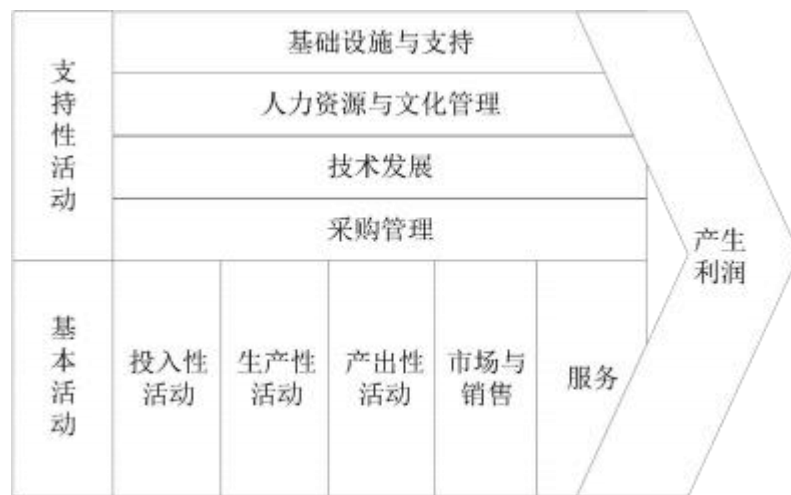 支持性活动
基础设施与支持
人力资源与文化管理
技术发展
采购管理
基本活动
投入性
活动
生产性
活动
产出性
活动
市场与
销售
服务
产生
利润